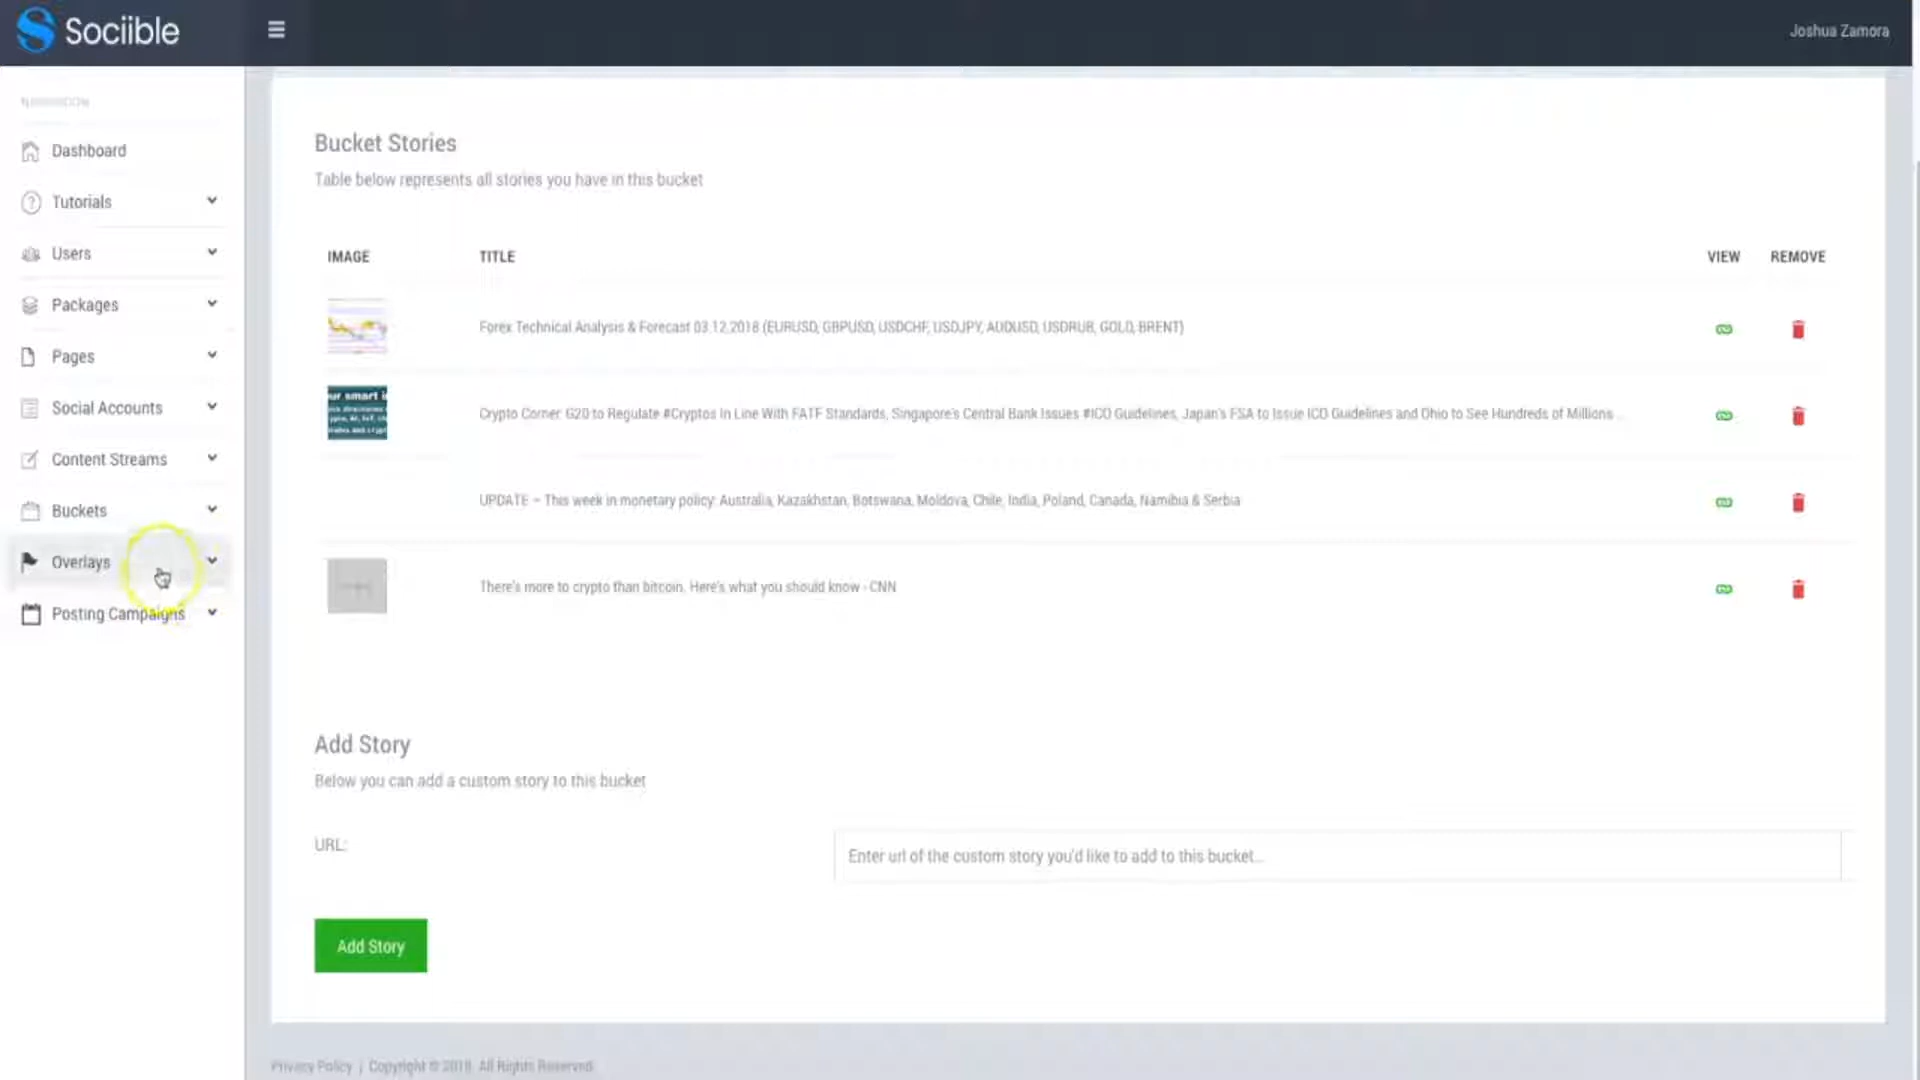 Sociible
Joshua Zamora
NAVIGATION
Dashboard
Tutorials
Users
Packages
Pages
Social Accounts
Content Streams
Buckets
Overlays
Posting Campaigns
Bucket Stories
Table below represents all stories you have in this bucket
IMAGE TITLE VIEW REMOVE
Forex Technical Analysis & Forecast 03.12.2018 (EURUSD, GBPUSD, USDCHF, USDJPY, AUDUSD, USDRUB, GOLD, BRENT)
ur smart i
Crypto Corner: G20 to Regulate #Cryptos In Line With FATF Standards, Singapore's Central Bank Issues #ICO Guidelines, Japan's FSA to Issue ICO Guidelines and Ohio to See Hundreds of Millions ...
UPDATE – This week in monetary policy: Australia, Kazakhstan, Botswana, Moldova, Chile, India, Poland, Canada, Namibia & Serbia
There's more to crypto than bitcoin. Here's what you should know - CNN
Add Story
Below you can add a custom story to this bucket
URL:
Enter url of the custom story you'd like to add to this bucket...
Add Story
Privacy Policy | Copyright © 2018. All Rights Reserved.